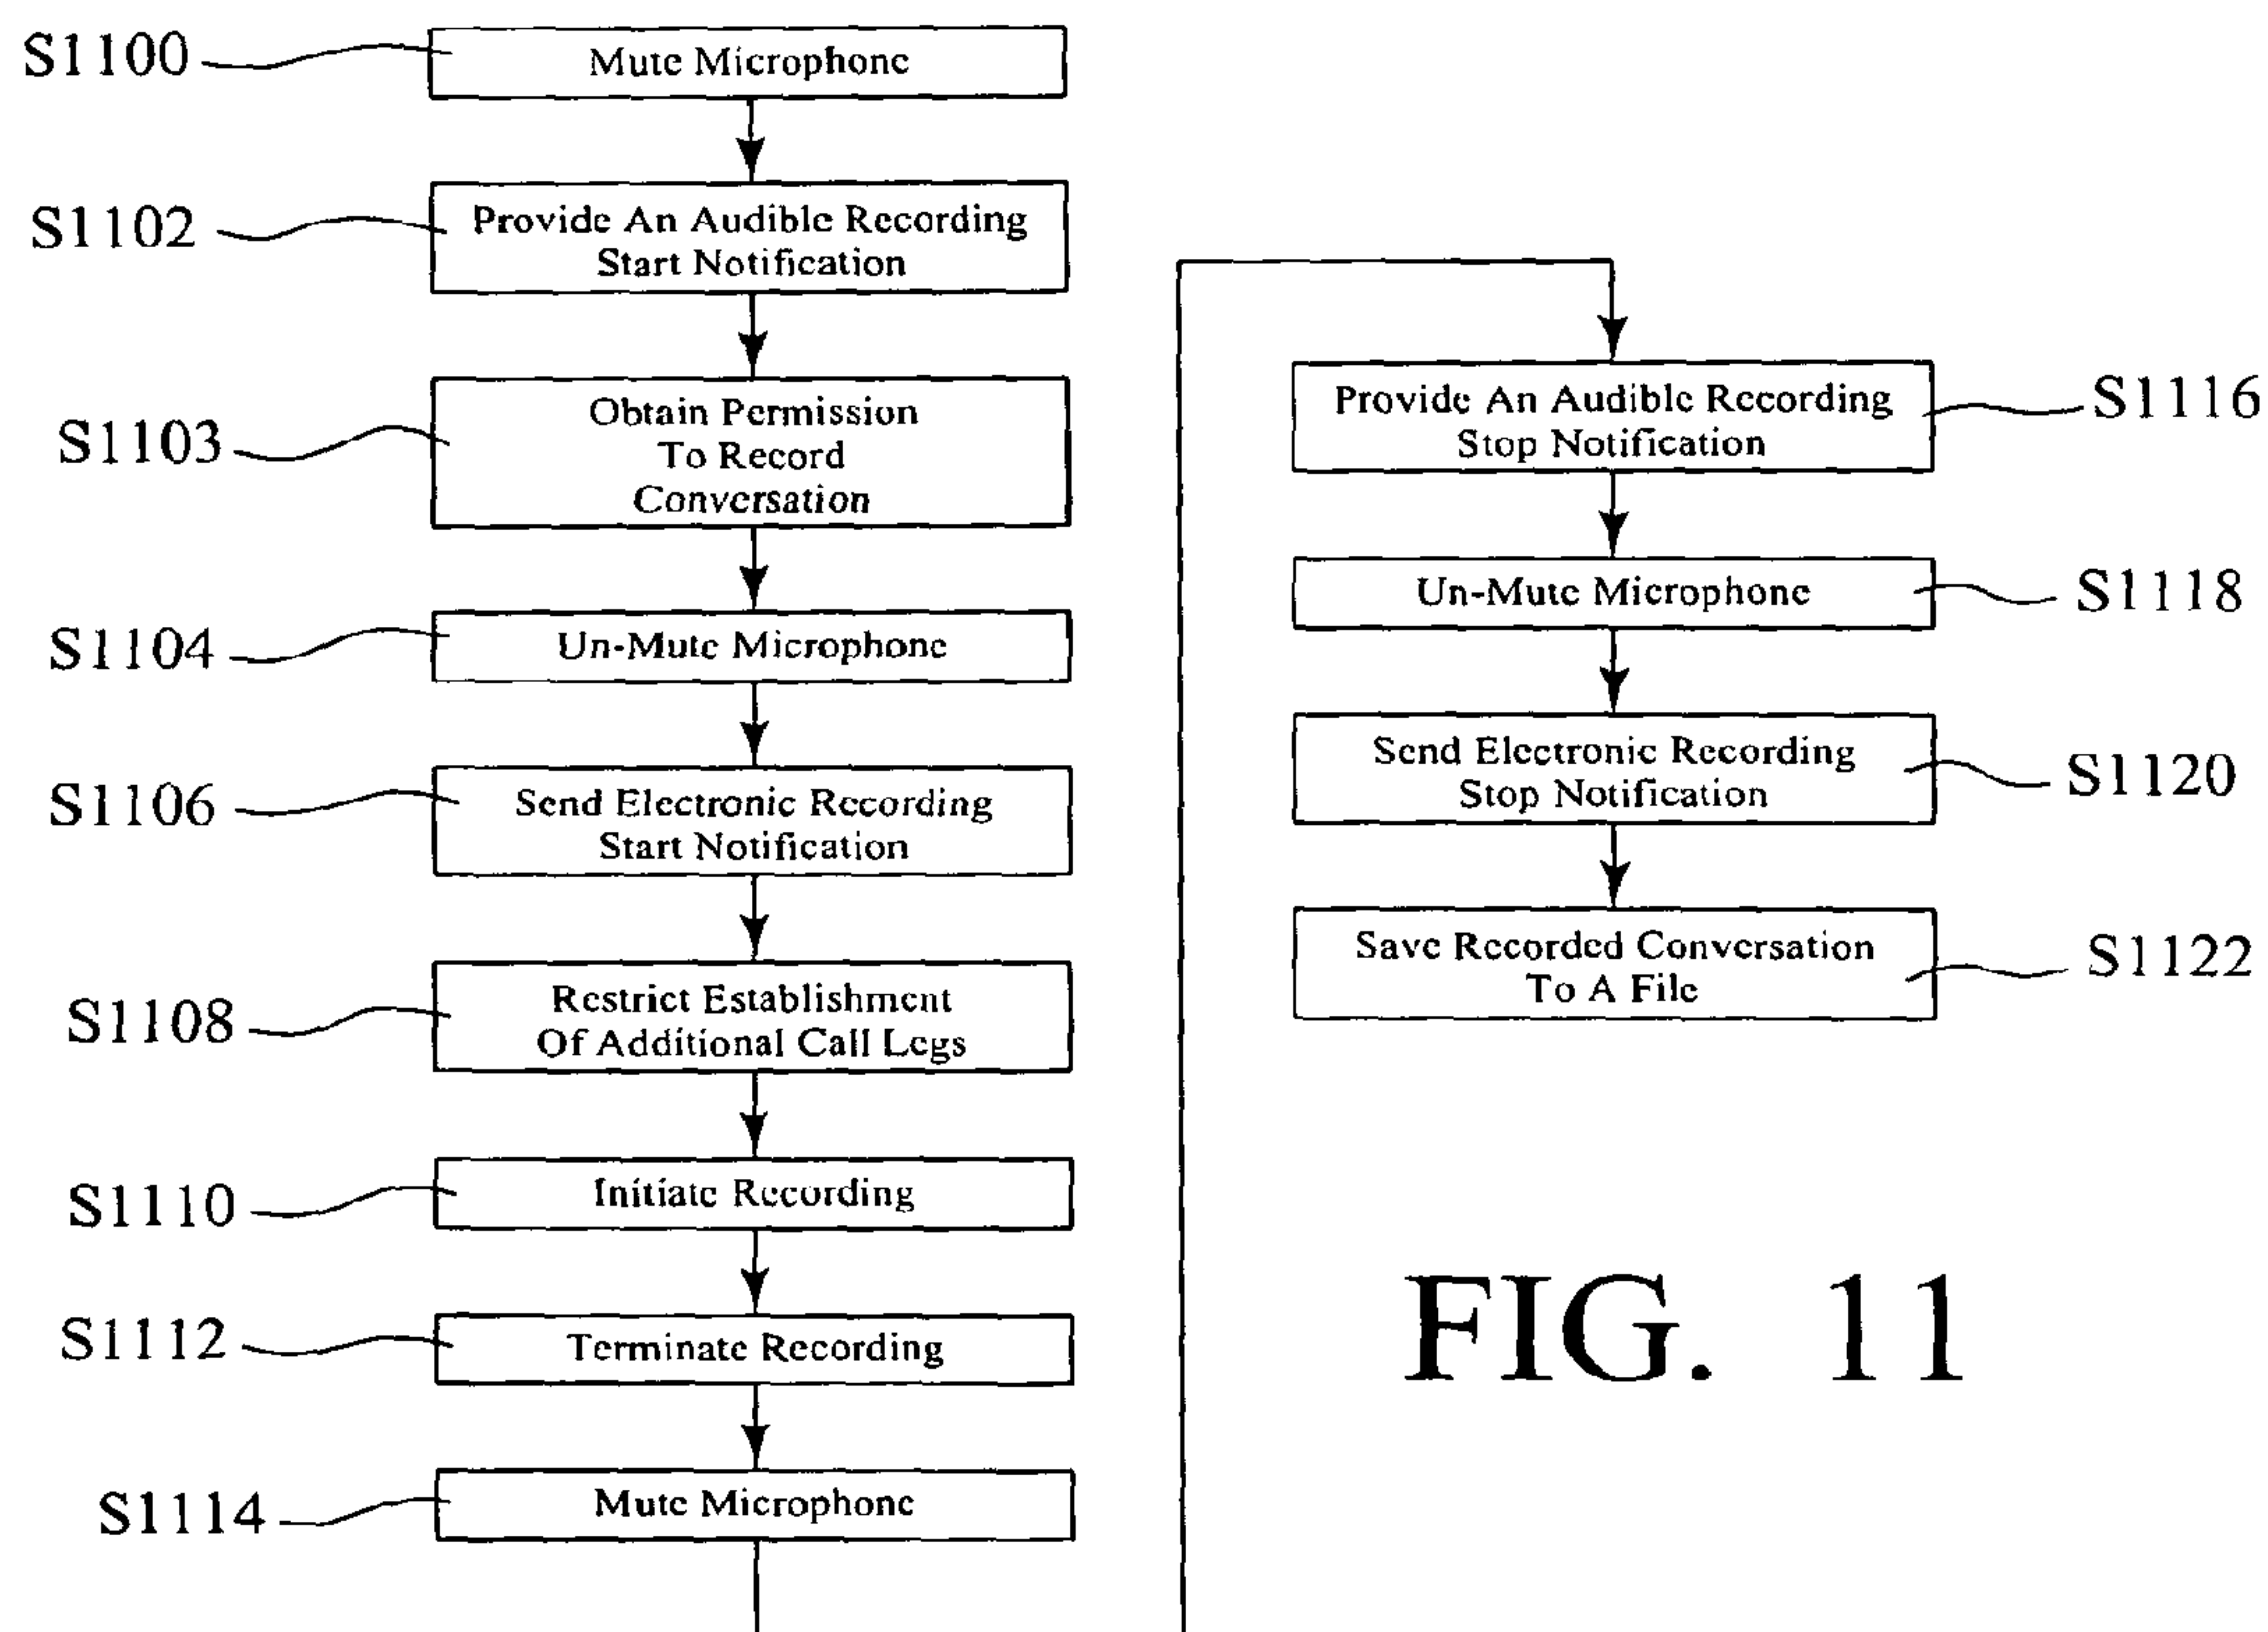 S1100
Mute Microphone
S1102
Provide An Audible Recording
Start Notification
S1103
Obtain Permission
To Record
Conversation
S1104
Un-Mute Microphone
S1106
Send Electronic Recording
Start Notification
S1108
Restrict Establishment
Of Additional Call Legs
S1110
Initiate Recording
S1112
Terminate Recording
S1114
Mute Microphone
Provide An Audible Recording
Stop Notification
S1116
Un-Mute Microphone
S1118
Send Electronic Recording
Stop Notification
S1120
Save Recorded Conversation
To A File
S1122
FIG. 11